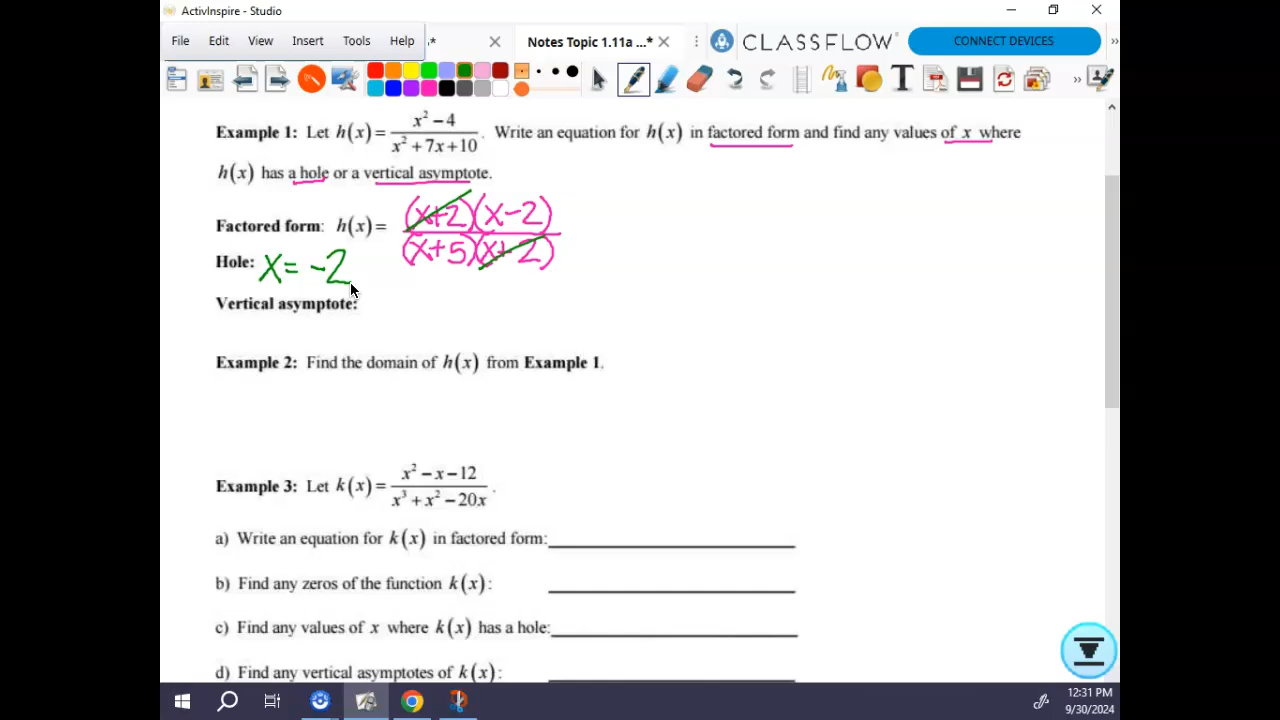 ActivInspire - Studio
File Edit View Insert Tools Help .* Notes Topic 1.11a ...* CLASSFLOW CONNECT DEVICES
Example 1: Let h(x) = (x² − 4)/(x² + 7x + 10). Write an equation for h(x) in factored form and find any values of x where
h(x) has a hole or a vertical asymptote.
Factored form: h(x) = (x+2)(x−2)/(x+5)(x+2)
Hole: x = −2
Vertical asymptote:
Example 2: Find the domain of h(x) from Example 1.
Example 3: Let k(x) = (x² − x − 12)/(x³ + x² − 20x).
a) Write an equation for k(x) in factored form:
b) Find any zeros of the function k(x):
c) Find any values of x where k(x) has a hole:
d) Find any vertical asymptotes of k(x):
12:31 PM
9/30/2024